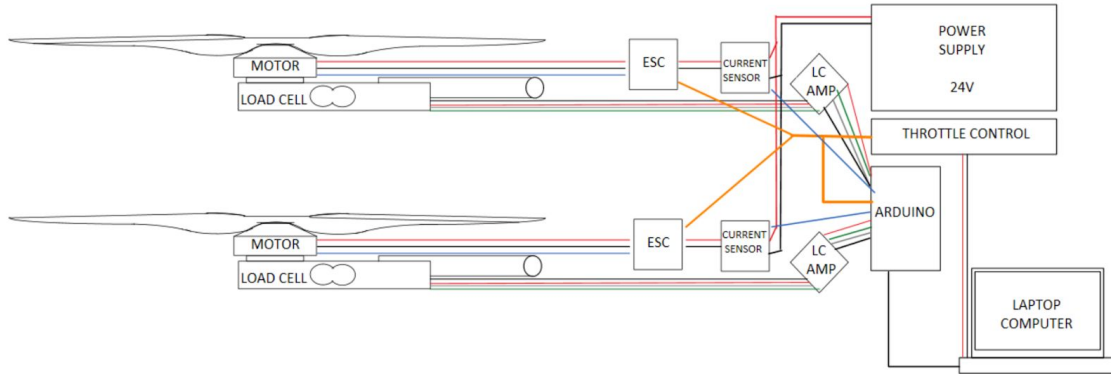 MOTOR
LOAD CELL
ESC
CURRENT
SENSOR
LC
AMP
POWER
SUPPLY
24V
THROTTLE CONTROL
ARDUINO
MOTOR
LOAD CELL
ESC
CURRENT
SENSOR
LC
AMP
LAPTOP
COMPUTER